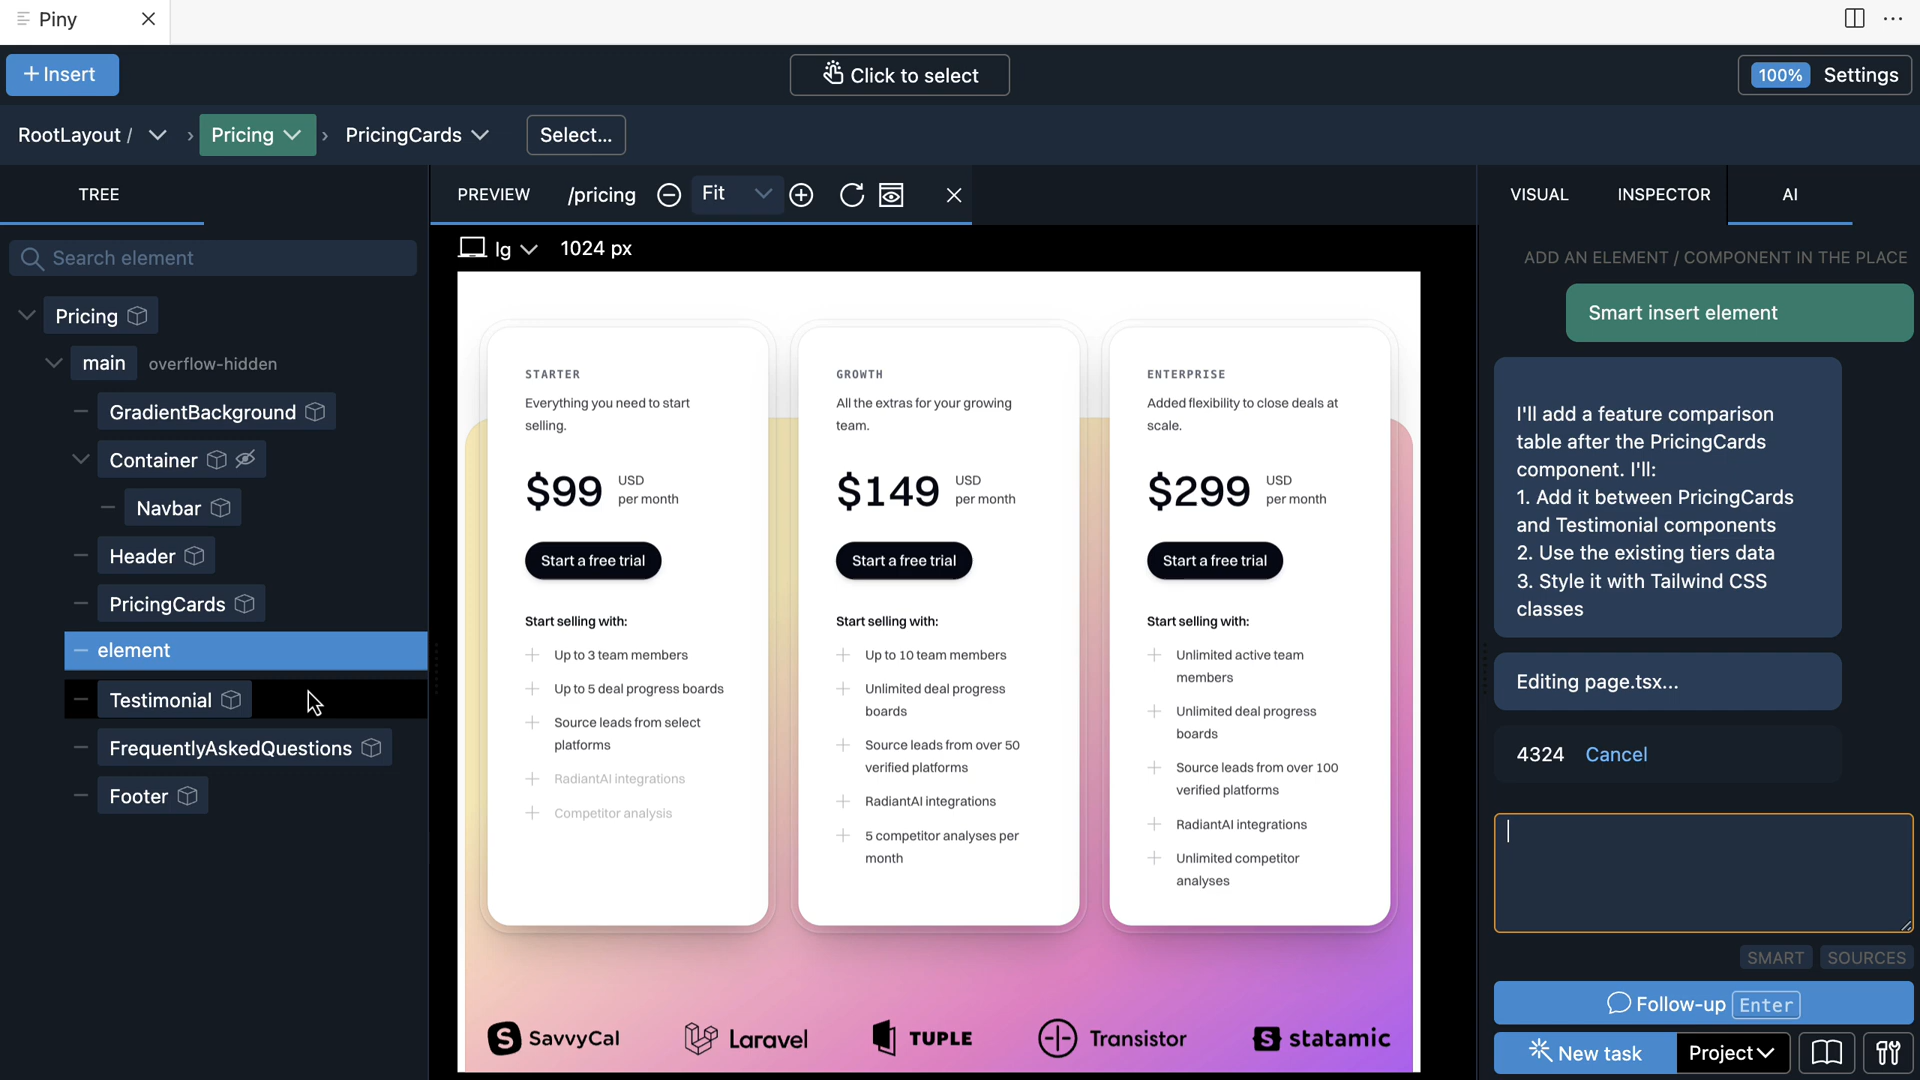 Piny
+ Insert
Click to select
100% Settings
RootLayout /
Pricing
PricingCards
Select...
TREE
Search element
Pricing
main overflow-hidden
GradientBackground
Container
Navbar
Header
PricingCards
element
Testimonial
FrequentlyAskedQuestions
Footer
PREVIEW /pricing Fit
lg 1024 px
STARTER
Everything you need to start
selling.
$99 USD
per month
Start a free trial
Start selling with:
Up to 3 team members
Up to 5 deal progress boards
Source leads from select
platforms
RadiantAI integrations
Competitor analysis
GROWTH
All the extras for your growing
team.
$149 USD
per month
Start a free trial
Start selling with:
Up to 10 team members
Unlimited deal progress
boards
Source leads from over 50
verified platforms
RadiantAI integrations
5 competitor analyses per
month
ENTERPRISE
Added flexibility to close deals at
scale.
$299 USD
per month
Start a free trial
Start selling with:
Unlimited active team
members
Unlimited deal progress
boards
Source leads from over 100
verified platforms
RadiantAI integrations
Unlimited competitor
analyses
S SavvyCal
Laravel
TUPLE
Transistor
S statamic
VISUAL INSPECTOR AI
ADD AN ELEMENT / COMPONENT IN THE PLACE
Smart insert element
I'll add a feature comparison
table after the PricingCards
component. I'll:
1. Add it between PricingCards
and Testimonial components
2. Use the existing tiers data
3. Style it with Tailwind CSS
classes
Editing page.tsx...
4324 Cancel
SMART SOURCES
Follow-up Enter
New task Project